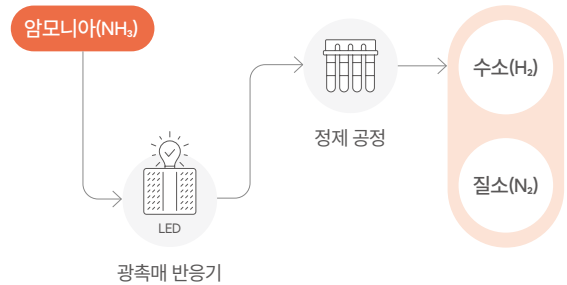 암모니아(NH₃)
LED
광촉매 반응기
정제 공정
수소(H₂)
질소(N₂)